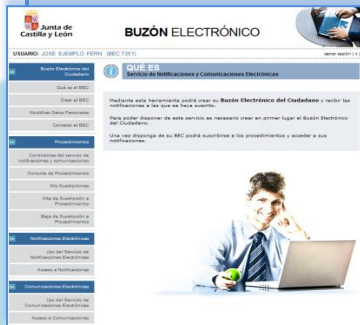 Junta de
Castilla y León
BUZÓN ELECTRÓNICO
USUARIO: JOSE EJEMPLO FERN (BEC 7351)
cerrar sesión [x]
Buzón Electrónico del
Ciudadano
Qué es el BEC
Crear el BEC
Modificar Datos Personales
Cancelar el BEC
Procedimientos
Condiciones del servicio de
notificaciones y comunicaciones
Consulta de Procedimientos
Mis Suscripciones
Alta de Suscripción a
Procedimientos
Baja de Suscripción a
Procedimientos
Notificaciones Electrónicas
Uso del Servicio de
Notificaciones Electrónicas
Acceso a Notificaciones
Comunicaciones Electrónicas
Uso del Servicio de
Comunicaciones Electrónicas
Acceso a Comunicaciones
QUÉ ES
Servicio de Notificaciones y Comunicaciones Electrónicas
Mediante esta herramienta podrá crear su Buzón Electrónico del Ciudadano y recibir las
notificaciones a las que se haya suscrito.
Para poder disponer de este servicio es necesario crear en primer lugar el Buzón Electrónico
del Ciudadano.
Una vez disponga de su BEC podrá suscribirse a los procedimientos y acceder a sus
notificaciones.